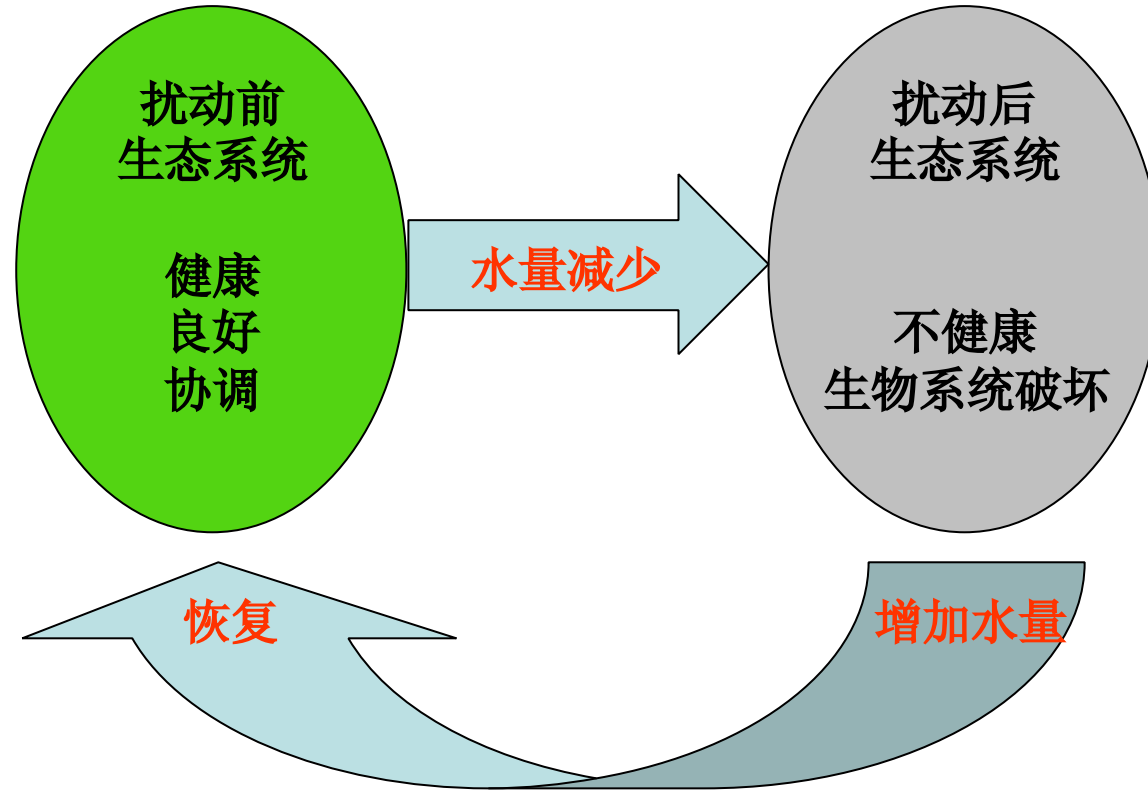 扰动前
生态系统
健康
良好
协调
水量减少
扰动后
生态系统
不健康
生物系统破坏
恢复
增加水量